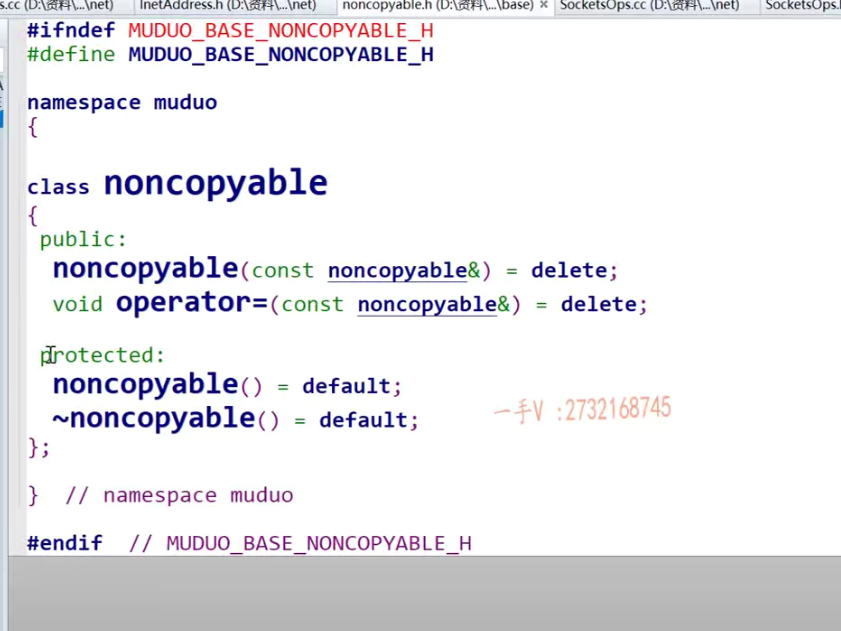 s.cc (D:\资料\...\net) InetAddress.h (D:\资料\...\net) noncopyable.h (D:\资料\...\base) × SocketsOps.cc (D:\资料\...\net) SocketsOps.
#ifndef MUDUO_BASE_NONCOPYABLE_H
#define MUDUO_BASE_NONCOPYABLE_H
namespace muduo
{
class noncopyable
{
public:
noncopyable(const noncopyable&) = delete;
void operator=(const noncopyable&) = delete;
protected:
noncopyable() = default;
~noncopyable() = default;
一手V :2732168745
};
} // namespace muduo
#endif // MUDUO_BASE_NONCOPYABLE_H